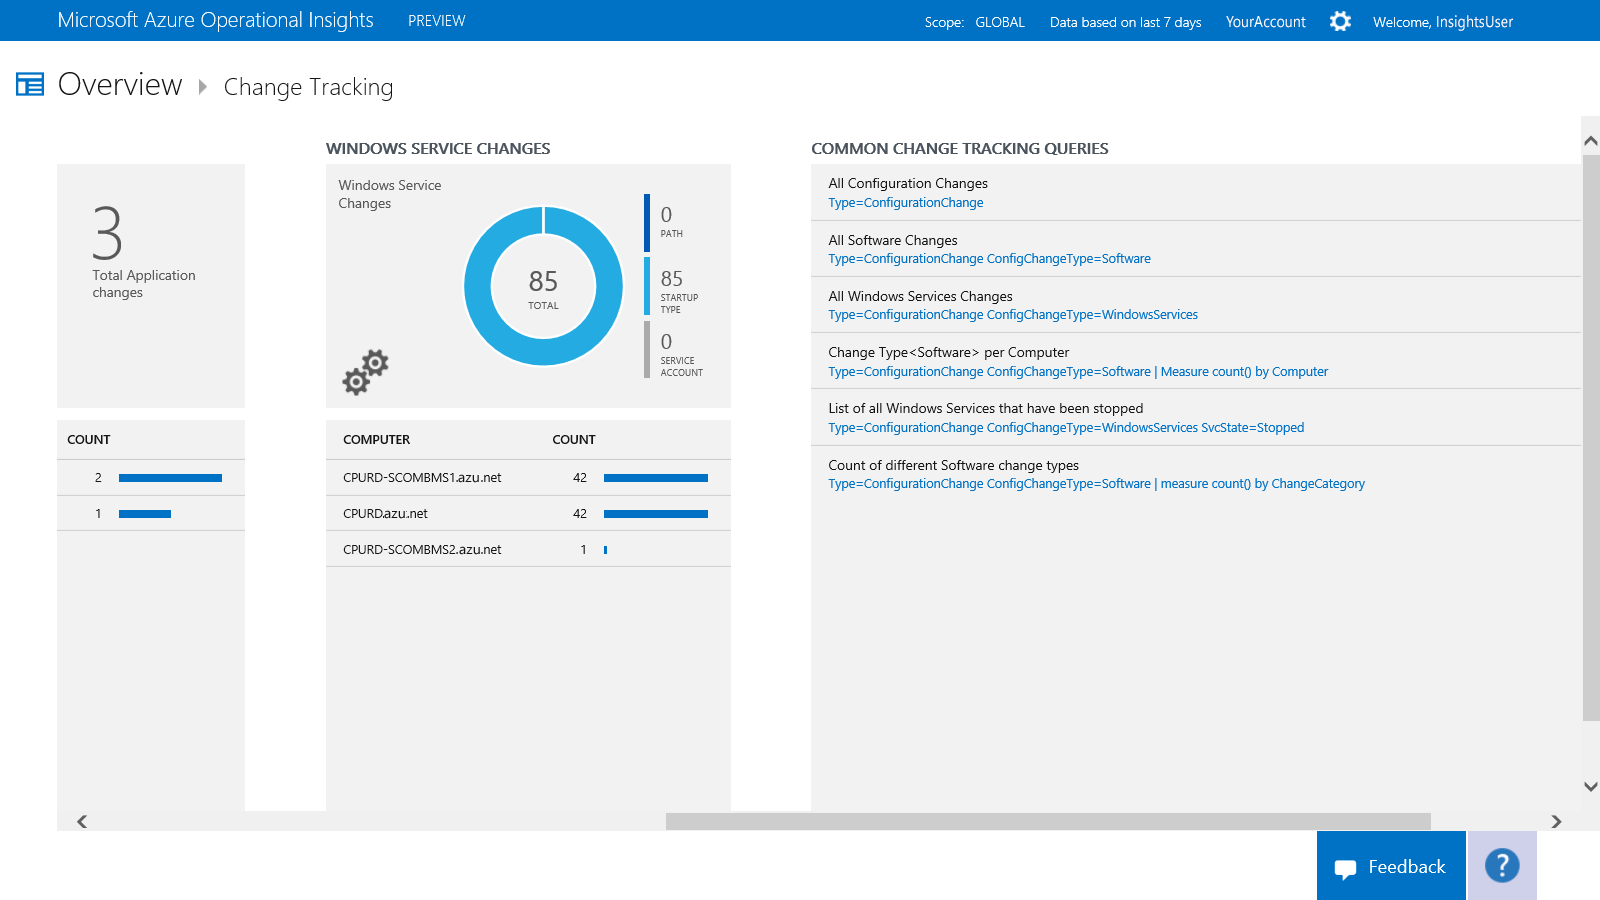 Microsoft Azure Operational Insights PREVIEW Scope: GLOBAL Data based on last 7 days YourAccount Welcome, InsightsUser
Overview Change Tracking
3
Total Application
changes
COUNT
2
1
WINDOWS SERVICE CHANGES
Windows Service
Changes
85
TOTAL
0
PATH
85
STARTUP
TYPE
0
SERVICE
ACCOUNT
COMPUTER COUNT
CPURD-SCOMBMS1.azu.net 42
CPURD.azu.net 42
CPURD-SCOMBMS2.azu.net 1
COMMON CHANGE TRACKING QUERIES
All Configuration Changes
Type=ConfigurationChange
All Software Changes
Type=ConfigurationChange ConfigChangeType=Software
All Windows Services Changes
Type=ConfigurationChange ConfigChangeType=WindowsServices
Change Type<Software> per Computer
Type=ConfigurationChange ConfigChangeType=Software | Measure count() by Computer
List of all Windows Services that have been stopped
Type=ConfigurationChange ConfigChangeType=WindowsServices SvcState=Stopped
Count of different Software change types
Type=ConfigurationChange ConfigChangeType=Software | measure count() by ChangeCategory
Feedback ?